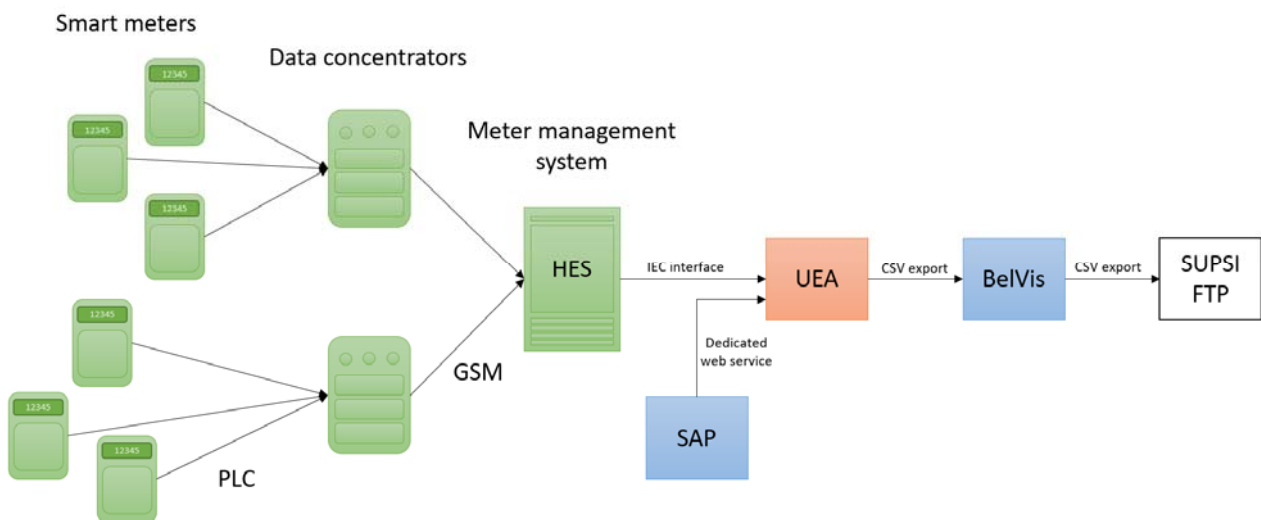 Smart meters
Data concentrators
12345
12345
12345
Meter management
system
HES
IEC interface
UEA
CSV export
BelVis
CSV export
SUPSI
FTP
12345
Dedicated
web service
GSM
12345
12345
SAP
PLC